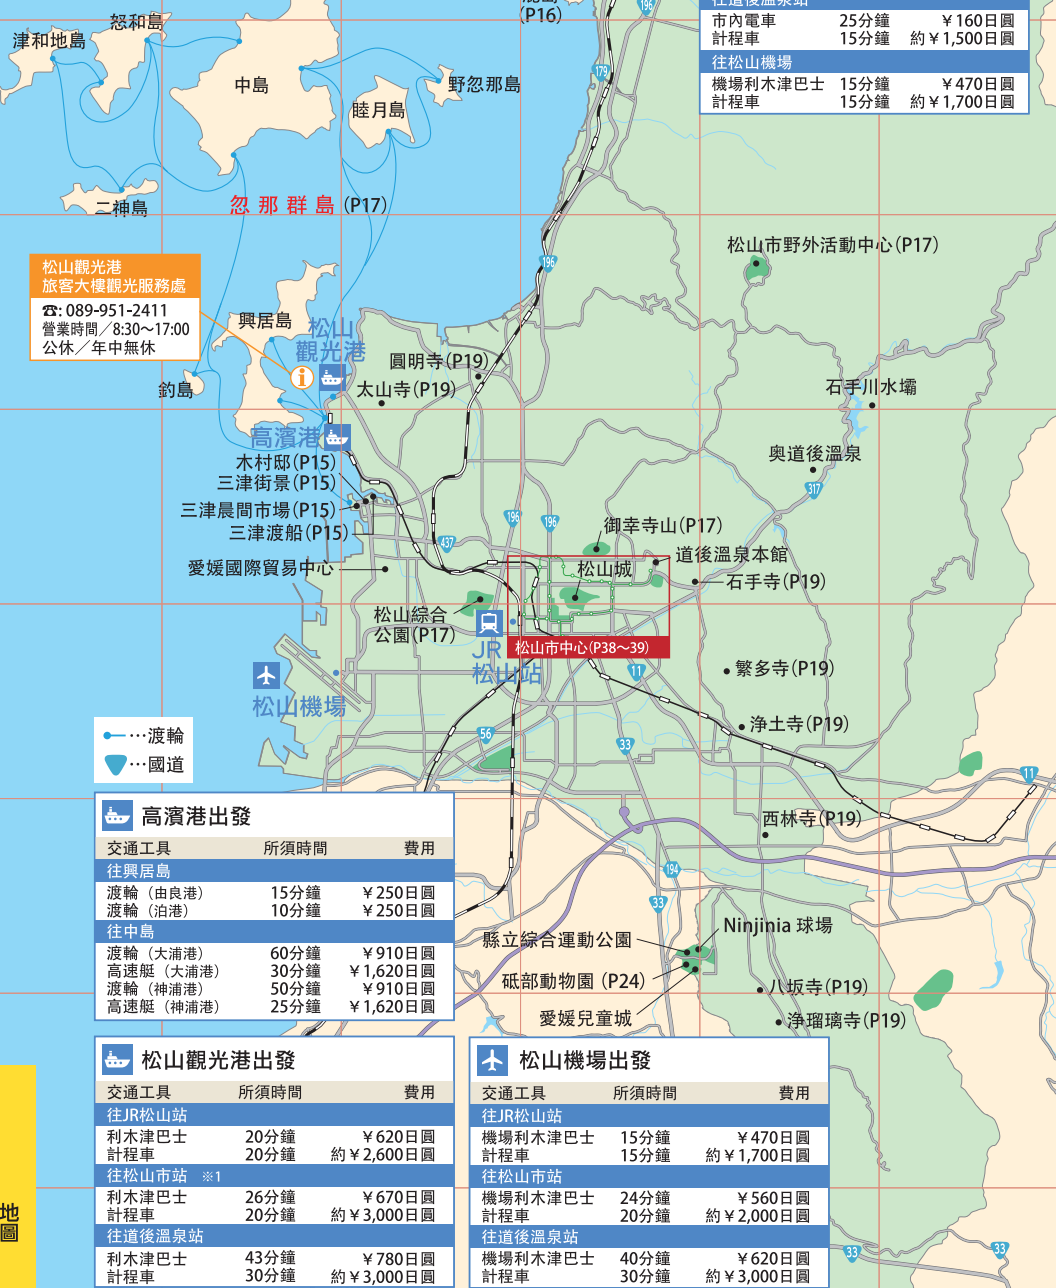 (P16)
市內電車 25分鐘 ￥160日圓
計程車 15分鐘 約￥1,500日圓
往松山機場
機場利木津巴士 15分鐘 ￥470日圓
計程車 15分鐘 約￥1,700日圓
196
179
怒和島
津和地島
中島
野忽那島
睦月島
二神島
忽那群島(P17)
松山市野外活動中心(P17)
196
松山觀光港
旅客大樓觀光服務處
☎: 089-951-2411
營業時間／8:30～17:00
公休／年中無休
興居島
松山
觀光港
釣島
圓明寺(P19)
太山寺(P19)
石手川水壩
高濱港
木村邸(P15)
三津街景(P15)
三津晨間市場(P15)
三津渡船(P15)
奧道後溫泉
317
196
196
437
御幸寺山(P17)
愛媛國際貿易中心
道後溫泉本館
松山城
石手寺(P19)
松山綜合
公園(P17)
JR
松山站
松山市中心(P38～39)
繁多寺(P19)
11
松山機場
浄土寺(P19)
56
33
11
…渡輪
…國道
西林寺(P19)
194
33
高濱港出發
交通工具 所須時間 費用
往興居島
渡輪（由良港） 15分鐘 ￥250日圓
渡輪（泊港） 10分鐘 ￥250日圓
往中島
渡輪（大浦港） 60分鐘 ￥910日圓
高速艇（大浦港） 30分鐘 ￥1,620日圓
渡輪（神浦港） 50分鐘 ￥910日圓
高速艇（神浦港） 25分鐘 ￥1,620日圓
Ninjinia 球場
縣立綜合運動公園
砥部動物園 (P24)
愛媛兒童城
八坂寺(P19)
浄瑠璃寺(P19)
松山觀光港出發
交通工具 所須時間 費用
往JR松山站
利木津巴士 20分鐘 ￥620日圓
計程車 20分鐘 約￥2,600日圓
往松山市站 ※1
利木津巴士 26分鐘 ￥670日圓
計程車 20分鐘 約￥3,000日圓
往道後溫泉站
利木津巴士 43分鐘 ￥780日圓
計程車 30分鐘 約￥3,000日圓
松山機場出發
交通工具 所須時間 費用
往JR松山站
機場利木津巴士 15分鐘 ￥470日圓
計程車 15分鐘 約￥1,700日圓
往松山市站
機場利木津巴士 24分鐘 ￥560日圓
計程車 20分鐘 約￥2,000日圓
往道後溫泉站
機場利木津巴士 40分鐘 ￥620日圓
計程車 30分鐘 約￥3,000日圓
33
33
地圖